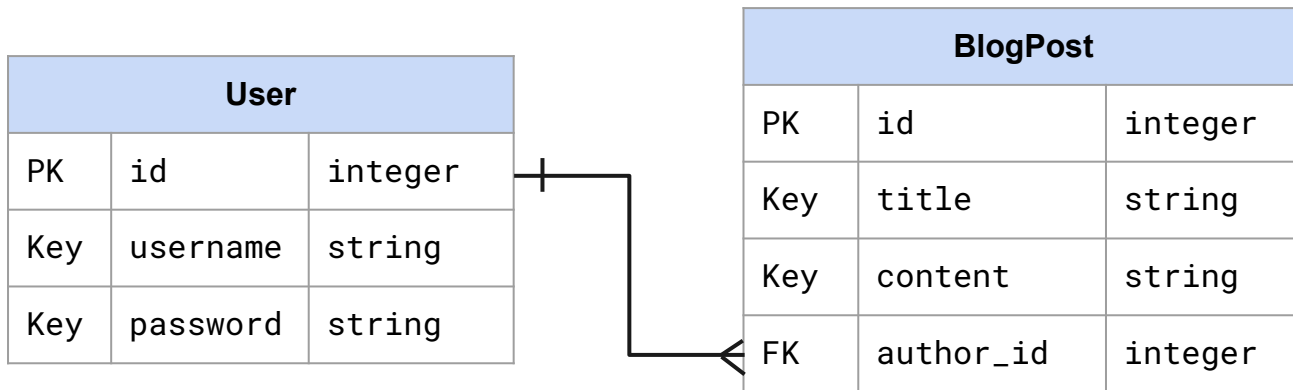 User
PK id integer
Key username string
Key password string
BlogPost
PK id integer
Key title string
Key content string
FK author_id integer